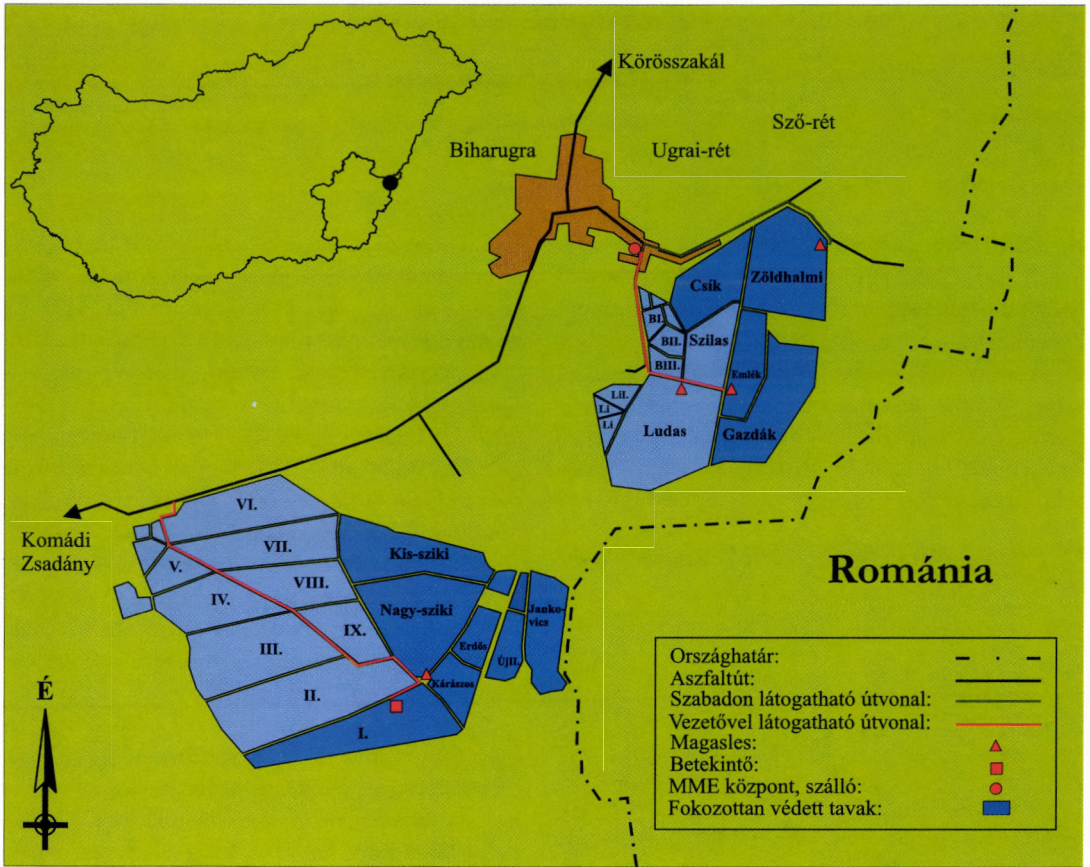 Körösszakál
Sző-rét
Biharugra
Ugrai-rét
Csík
Zöldhalmi
BI.
Szilas
BII.
BIII.
Emlék
LiI.
Li
Li
Ludas
Gazdák
VI.
Komádi
Zsadány
VII.
Kis-sziki
V.
VIII.
Románia
IV.
Nagy-sziki
Janko-
vics
IX.
III.
Erdős
ÚjII.
Kárászos
II.
I.
É
Országhatár:
Aszfaltút:
Szabadon látogatható útvonal:
Vezetővel látogatható útvonal:
Magasles:
Betekintő:
MME központ, szálló:
Fokozottan védett tavak: